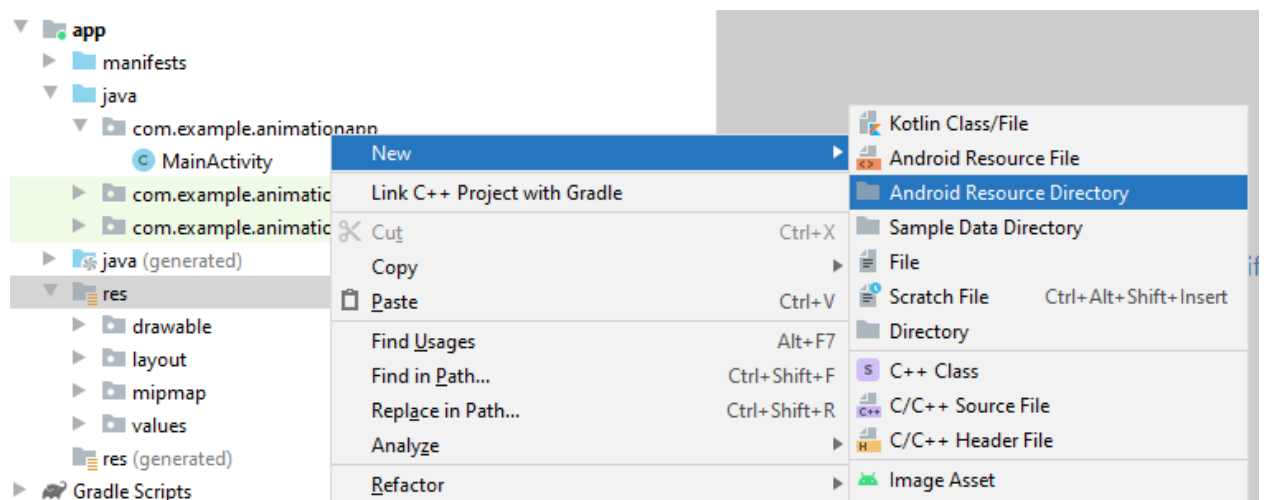 app
manifests
java
com.example.animationapp
MainActivity
com.example.animatic
com.example.animatic
java (generated)
res
drawable
layout
mipmap
values
res (generated)
Gradle Scripts
New
Link C++ Project with Gradle
Cut Ctrl+X
Copy
Paste Ctrl+V
Find Usages Alt+F7
Find in Path... Ctrl+Shift+F
Replace in Path... Ctrl+Shift+R
Analyze
Refactor
Kotlin Class/File
Android Resource File
Android Resource Directory
Sample Data Directory
File
Scratch File Ctrl+Alt+Shift+Insert
Directory
S C++ Class
C++ C/C++ Source File
H C/C++ Header File
Image Asset
if